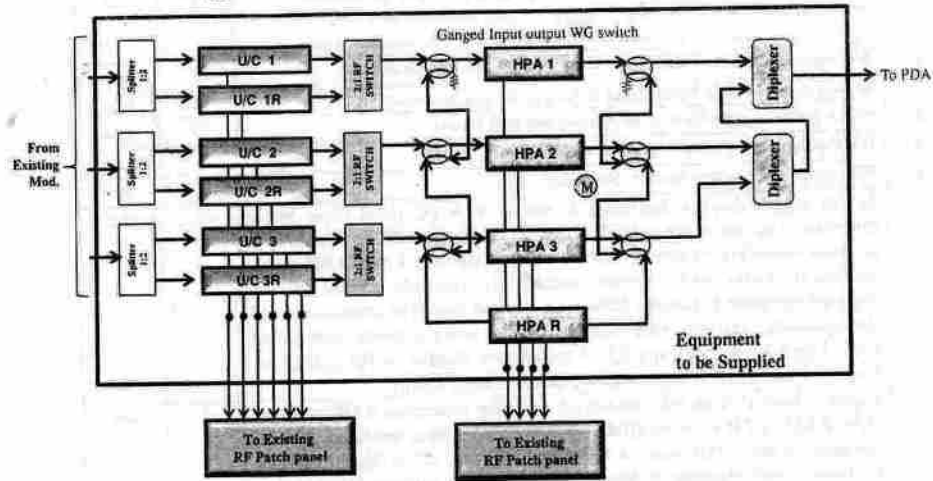 Ganged Input output WG switch
From
Existing
Mod.
Splitter
1:2
U/C 1
U/C 1R
2:1 RF
SWITCH
HPA 1
Diplexer
To PDA
Splitter
1:2
U/C 2
U/C 2R
2:1 RF
SWITCH
HPA 2
M
Diplexer
Splitter
1:2
U/C 3
U/C 3R
2:1 RF
SWITCH
HPA 3
HPA R
Equipment
to be Supplied
To Existing
RF Patch panel
To Existing
RF Patch panel